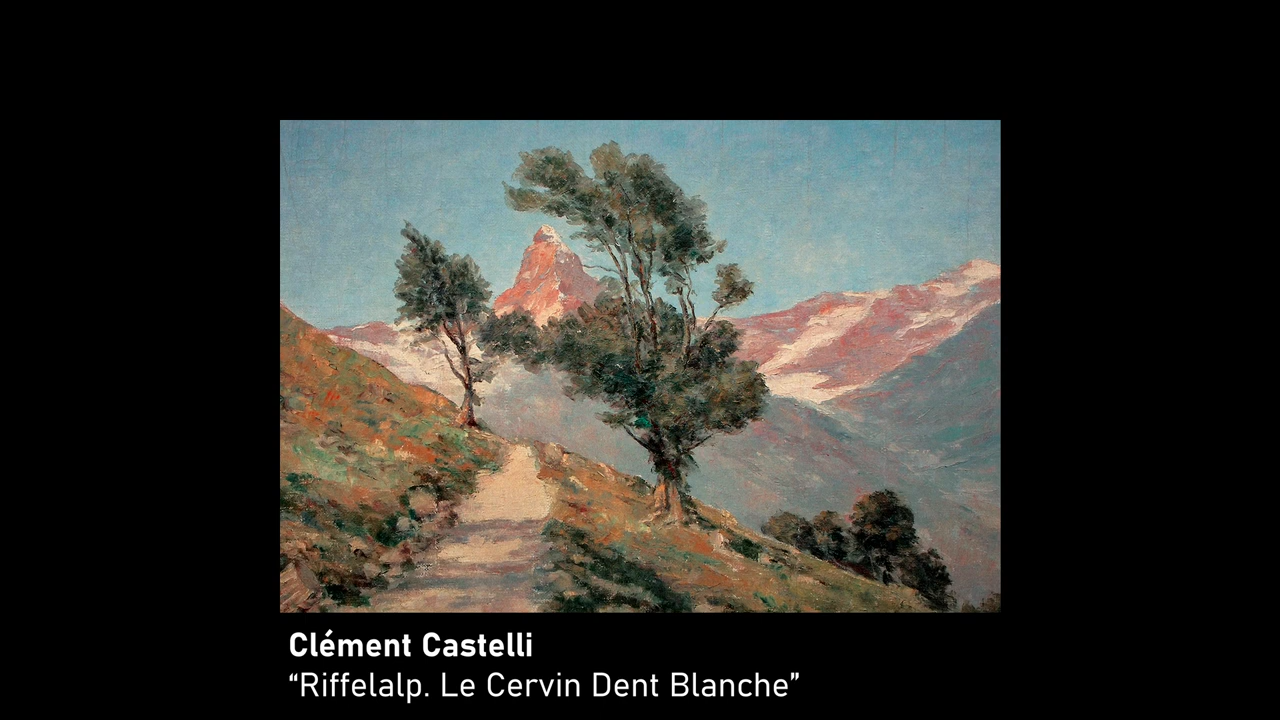 Clément Castelli
“Riffelalp. Le Cervin Dent Blanche”